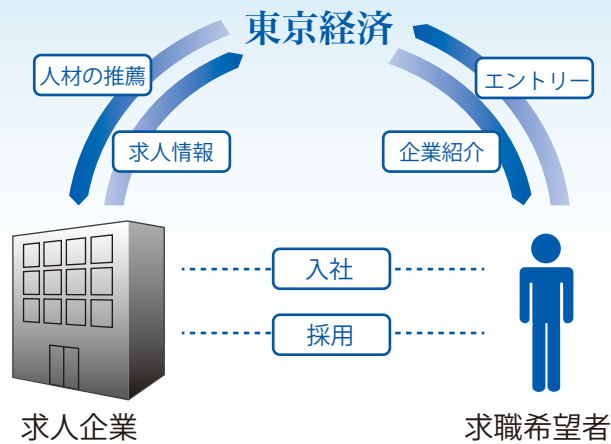 東京経済
人材の推薦
エントリー
求人情報
企業紹介
入社
採用
求人企業
求職希望者